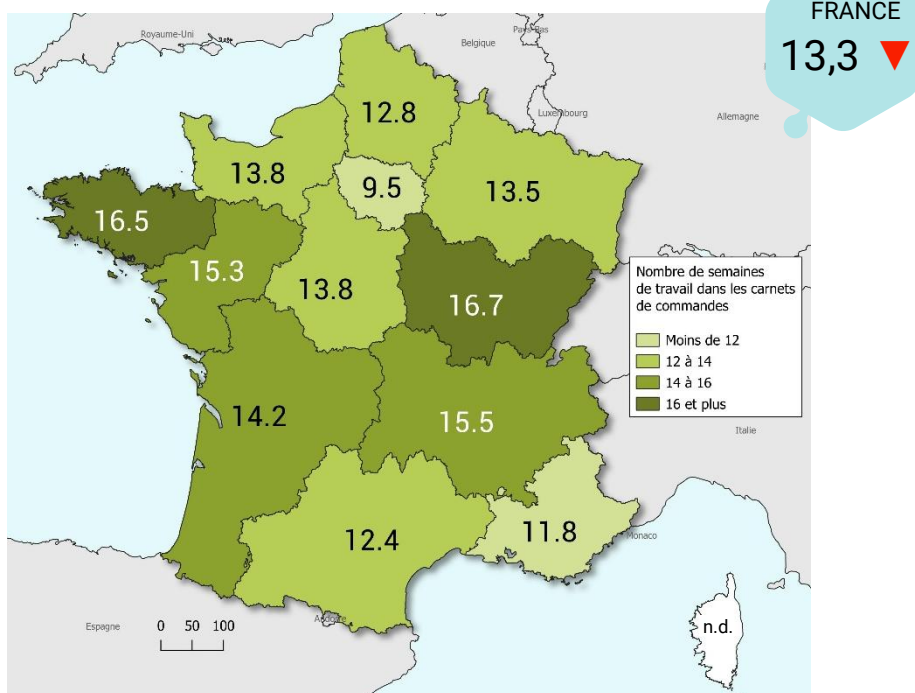 FRANCE
13,3
Royaume-Uni
Belgique
Pays-Bas
Luxembourg
Allemagne
12.8
13.8
9.5
13.5
16.5
15.3
13.8
16.7
Nombre de semaines
de travail dans les carnets
de commandes
Moins de 12
12 à 14
14 à 16
16 et plus
14.2
15.5
Italie
12.4
11.8
Monaco
Espagne
0 50 100
n.d.